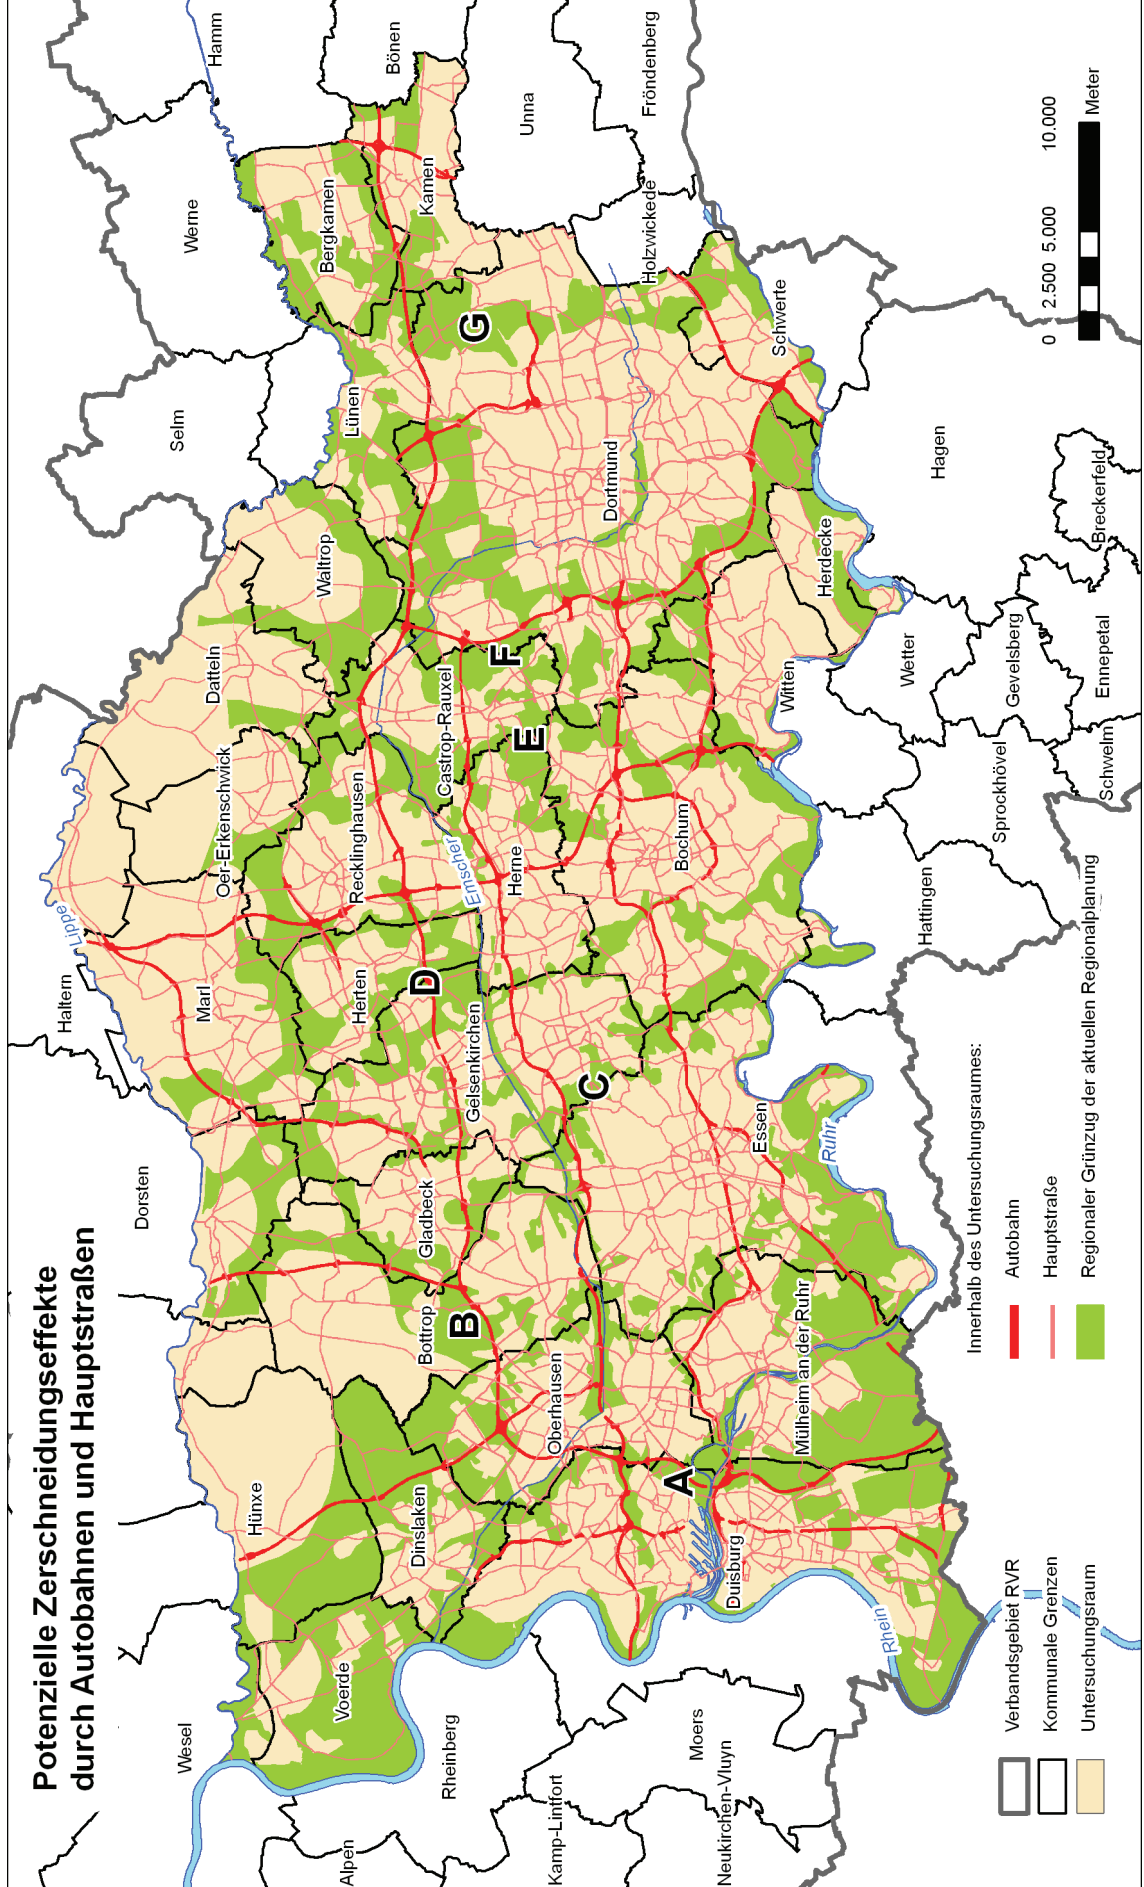 Potenzielle Zerschneidungseffekte
durch Autobahnen und Hauptstraßen
Wesel
Dorsten
Haltern
Selm
Werne
Hamm
Lippe
Hünxe
Marl
Oer-Erkenschwick
Datteln
Waltrop
Lünen
Bergkamen
Bönen
Voerde
Alpen
Dinslaken
Bottrop
Gladbeck
Herten
Recklinghausen
Castrop-Rauxel
Kamen
Unna
Rheinberg
Oberhausen
Gelsenkirchen
Emscher
Herne
Dortmund
Holzwickede
Fröndenberg
Kamp-Lintfort
Moers
Neukirchen-Vluyn
Duisburg
Mülheim an der Ruhr
Essen
Bochum
Witten
Herdecke
Schwerte
Rhein
Ruhr
Hattingen
Sprockhövel
Wetter
Gevelsberg
Hagen
Schwelm
Ennepetal
Breckerfeld
A
B
C
D
E
F
G
Verbandsgebiet RVR
Kommunale Grenzen
Untersuchungsraum
Innerhalb des Untersuchungsraumes:
Autobahn
Hauptstraße
Regionaler Grünzug der aktuellen Regionalplanung
0 2.500 5.000 10.000
Meter